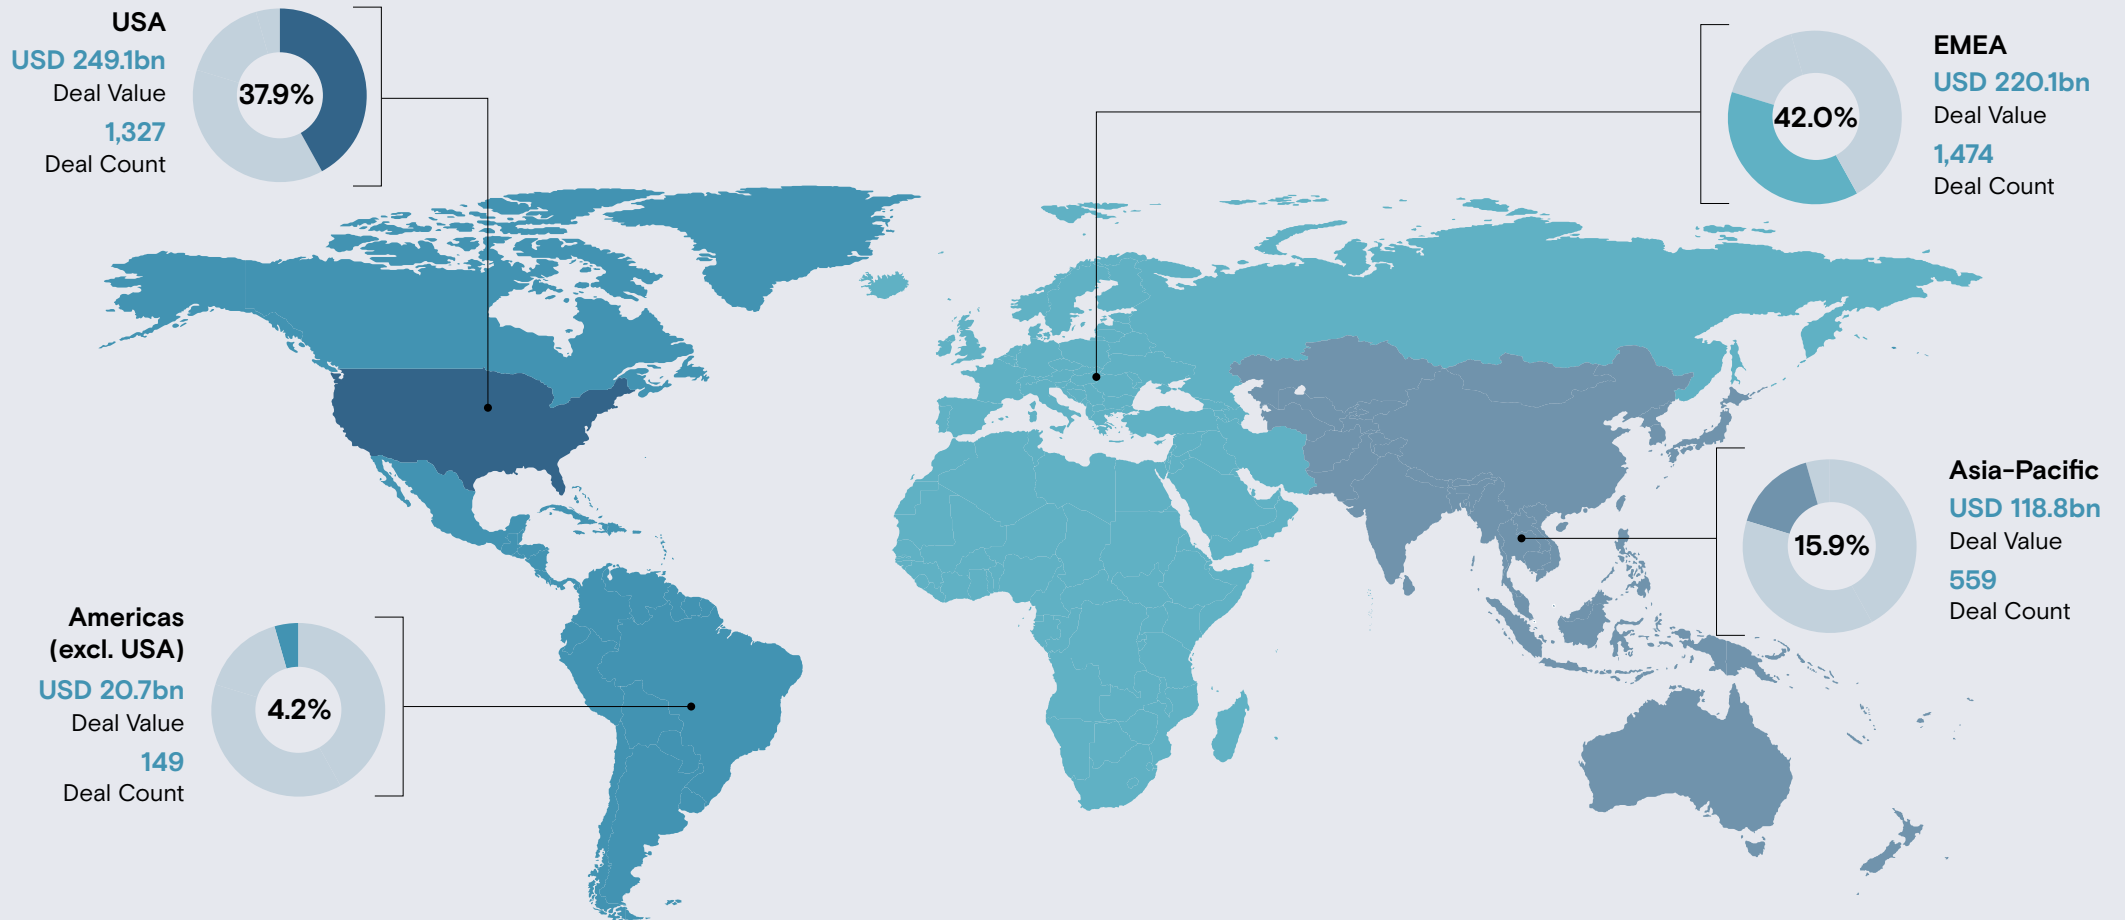 USA
USD 249.1bn
Deal Value
1,327
Deal Count
37.9%
EMEA
USD 220.1bn
Deal Value
1,474
Deal Count
42.0%
Asia-Pacific
USD 118.8bn
Deal Value
559
Deal Count
15.9%
Americas
(excl. USA)
USD 20.7bn
Deal Value
149
Deal Count
4.2%